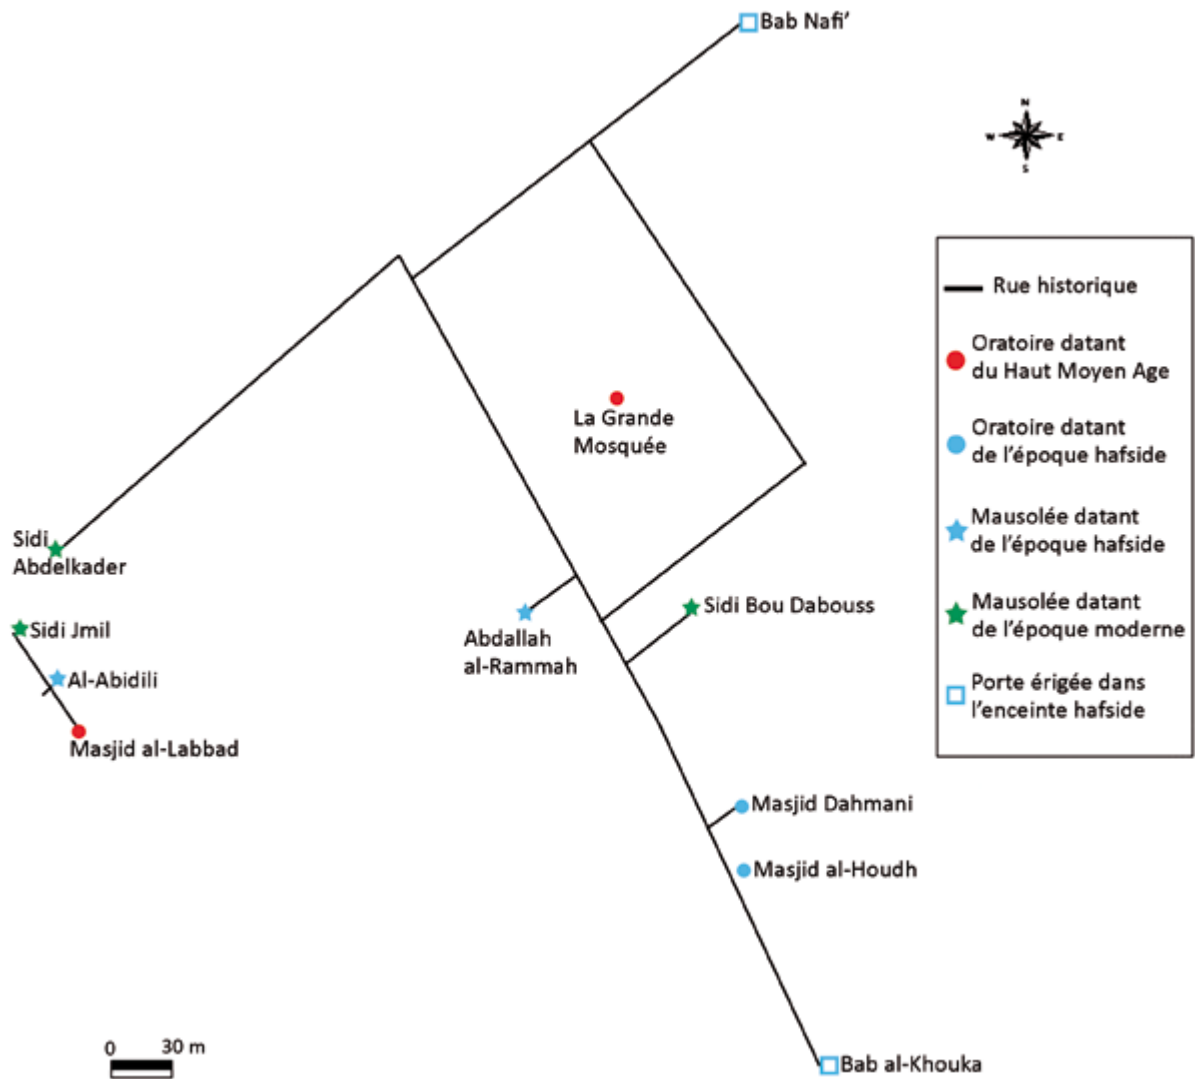 Bab Nafi’
N
W E
S
Rue historique
Oratoire datant
du Haut Moyen Age
Oratoire datant
de l’époque hafside
Mausolée datant
de l’époque hafside
Mausolée datant
de l’époque moderne
Porte érigée dans
l’enceinte hafside
La Grande
Mosquée
Sidi
Abdelkader
Sidi Jmil
Al-Abidili
Masjid al-Labbad
Abdallah
al-Rammah
Sidi Bou Dabouss
Masjid Dahmani
Masjid al-Houdh
Bab al-Khouka
0 30 m